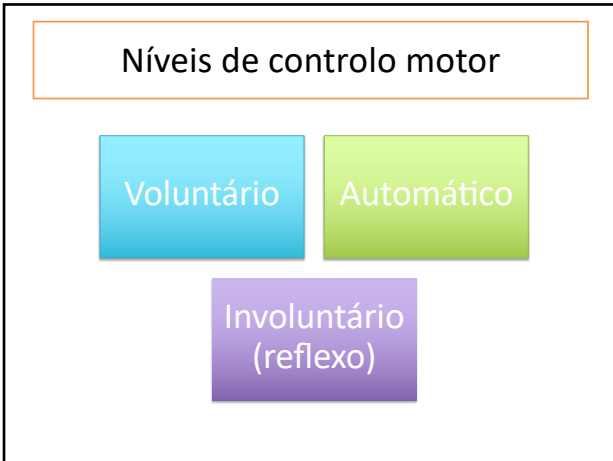 Níveis de controlo motor
Voluntário
Automático
Involuntário
(reflexo)